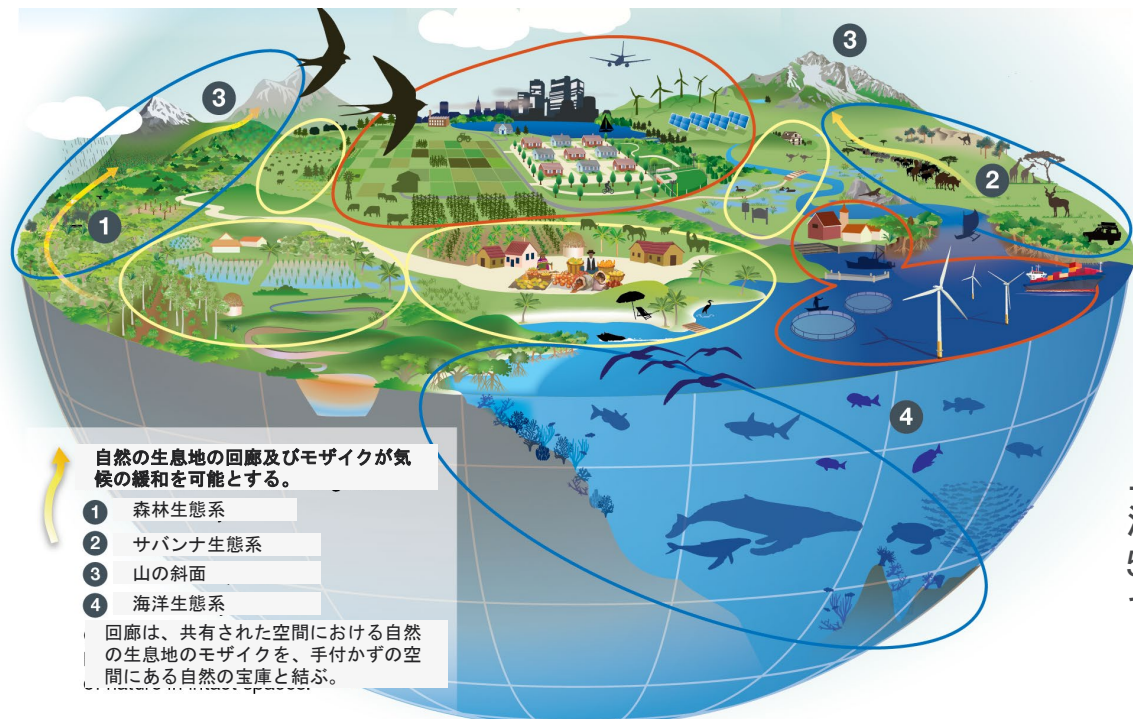 3
3
2
1
4
自然の生息地の回廊及びモザイクが気
候の緩和を可能とする。
1 森林生態系
2 サバンナ生態系
3 山の斜面
4 海洋生態系
回廊は、共有された空間における自然
の生息地のモザイクを、手付かずの空
間にある自然の宝庫と結ぶ。
of nature in intact spaces.